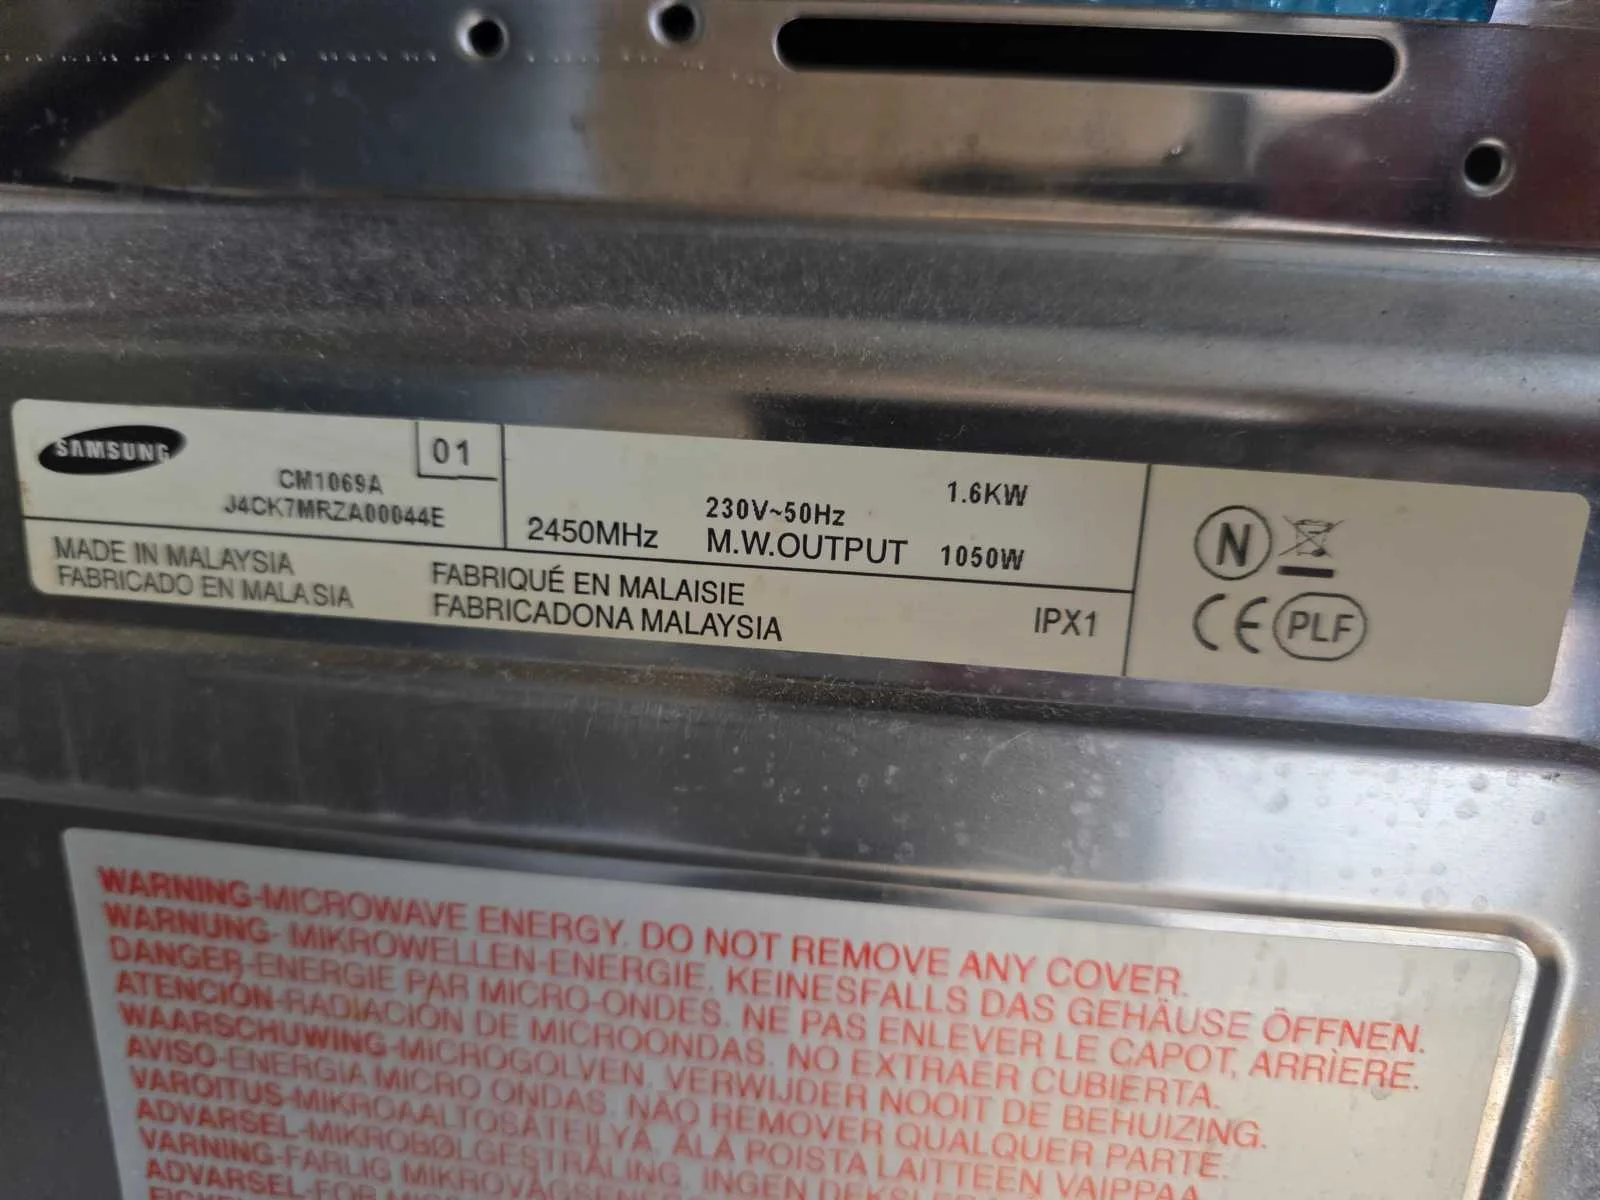 SAMSUNG
01
CM1069A
J4CK7MRZA00044E
1.6KW
230V~50Hz
2450MHz M.W.OUTPUT 1050W
MADE IN MALAYSIA FABRIQUÉ EN MALAISIE
FABRICADO EN MALASIA FABRICADONA MALAYSIA
IPX1
N
CE PLF
WARNING-MICROWAVE ENERGY. DO NOT REMOVE ANY COVER.
WARNUNG- MIKROWELLEN-ENERGIE. KEINESFALLS DAS GEHÄUSE ÖFFNEN.
DANGER-ENERGIE PAR MICRO-ONDES. NE PAS ENLEVER LE CAPOT, ARRÌERE.
ATENCIÓN-RADIACIÓN DE MICROONDAS. NO EXTRAER CUBIERTA.
WAARSCHUWING-MICROGOLVEN. VERWIJDER NOOIT DE BEHUIZING.
AVISO-ENERGIA MICRO ONDAS. NÃO REMOVER QUALQUER PARTE.
VAROITUS-MIKROAALTOSÄTEILYÄ. ÄLÄ POISTA LAITTEEN VAIPPAA
ADVARSEL-MIKROBØLGESTRÅLING. INGEN
VARNING-FARLIG
ADVARSEL-FOR